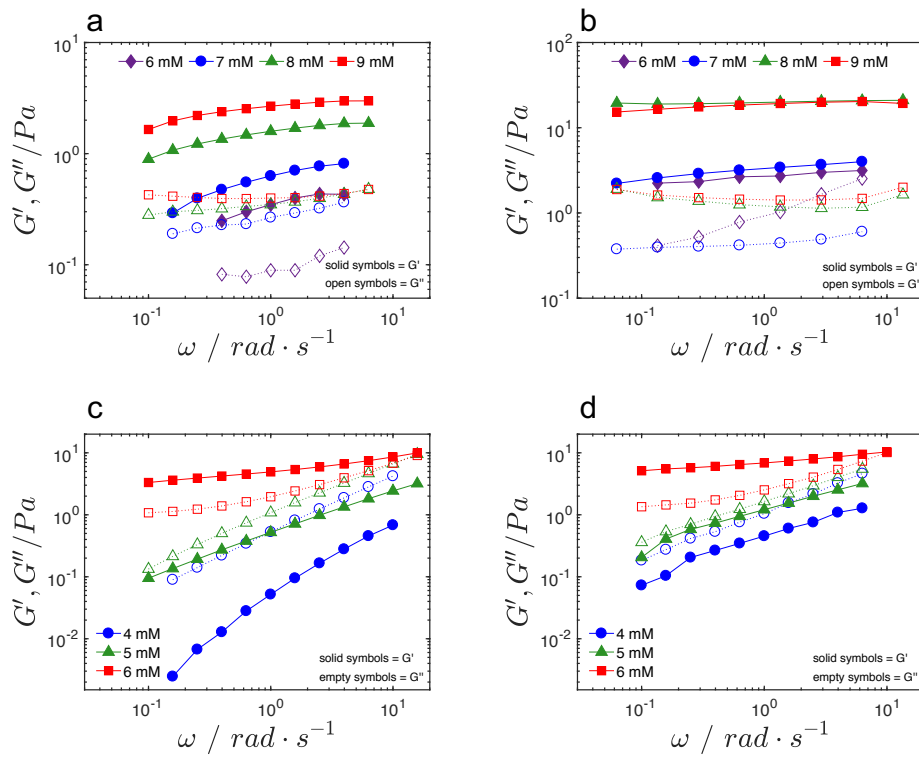 a
10^1
10^0
10^-1
G', G''/Pa
6 mM 7 mM 8 mM 9 mM
solid symbols = G'
open symbols = G"
10^-1 10^0 10^1
ω / rad · s^-1
b
10^2
10^1
10^0
10^-1
G', G''/Pa
6 mM 7 mM 8 mM 9 mM
solid symbols = G'
open symbols = G"
10^-1 10^0 10^1
ω / rad · s^-1
c
10^1
10^0
10^-1
10^-2
G', G''/Pa
4 mM
5 mM
6 mM
solid symbols = G'
empty symbols = G"
10^-1 10^0 10^1
ω / rad · s^-1
d
10^1
10^0
10^-1
10^-2
G', G''/Pa
4 mM
5 mM
6 mM
solid symbols = G'
empty symbols = G"
10^-1 10^0 10^1
ω / rad · s^-1